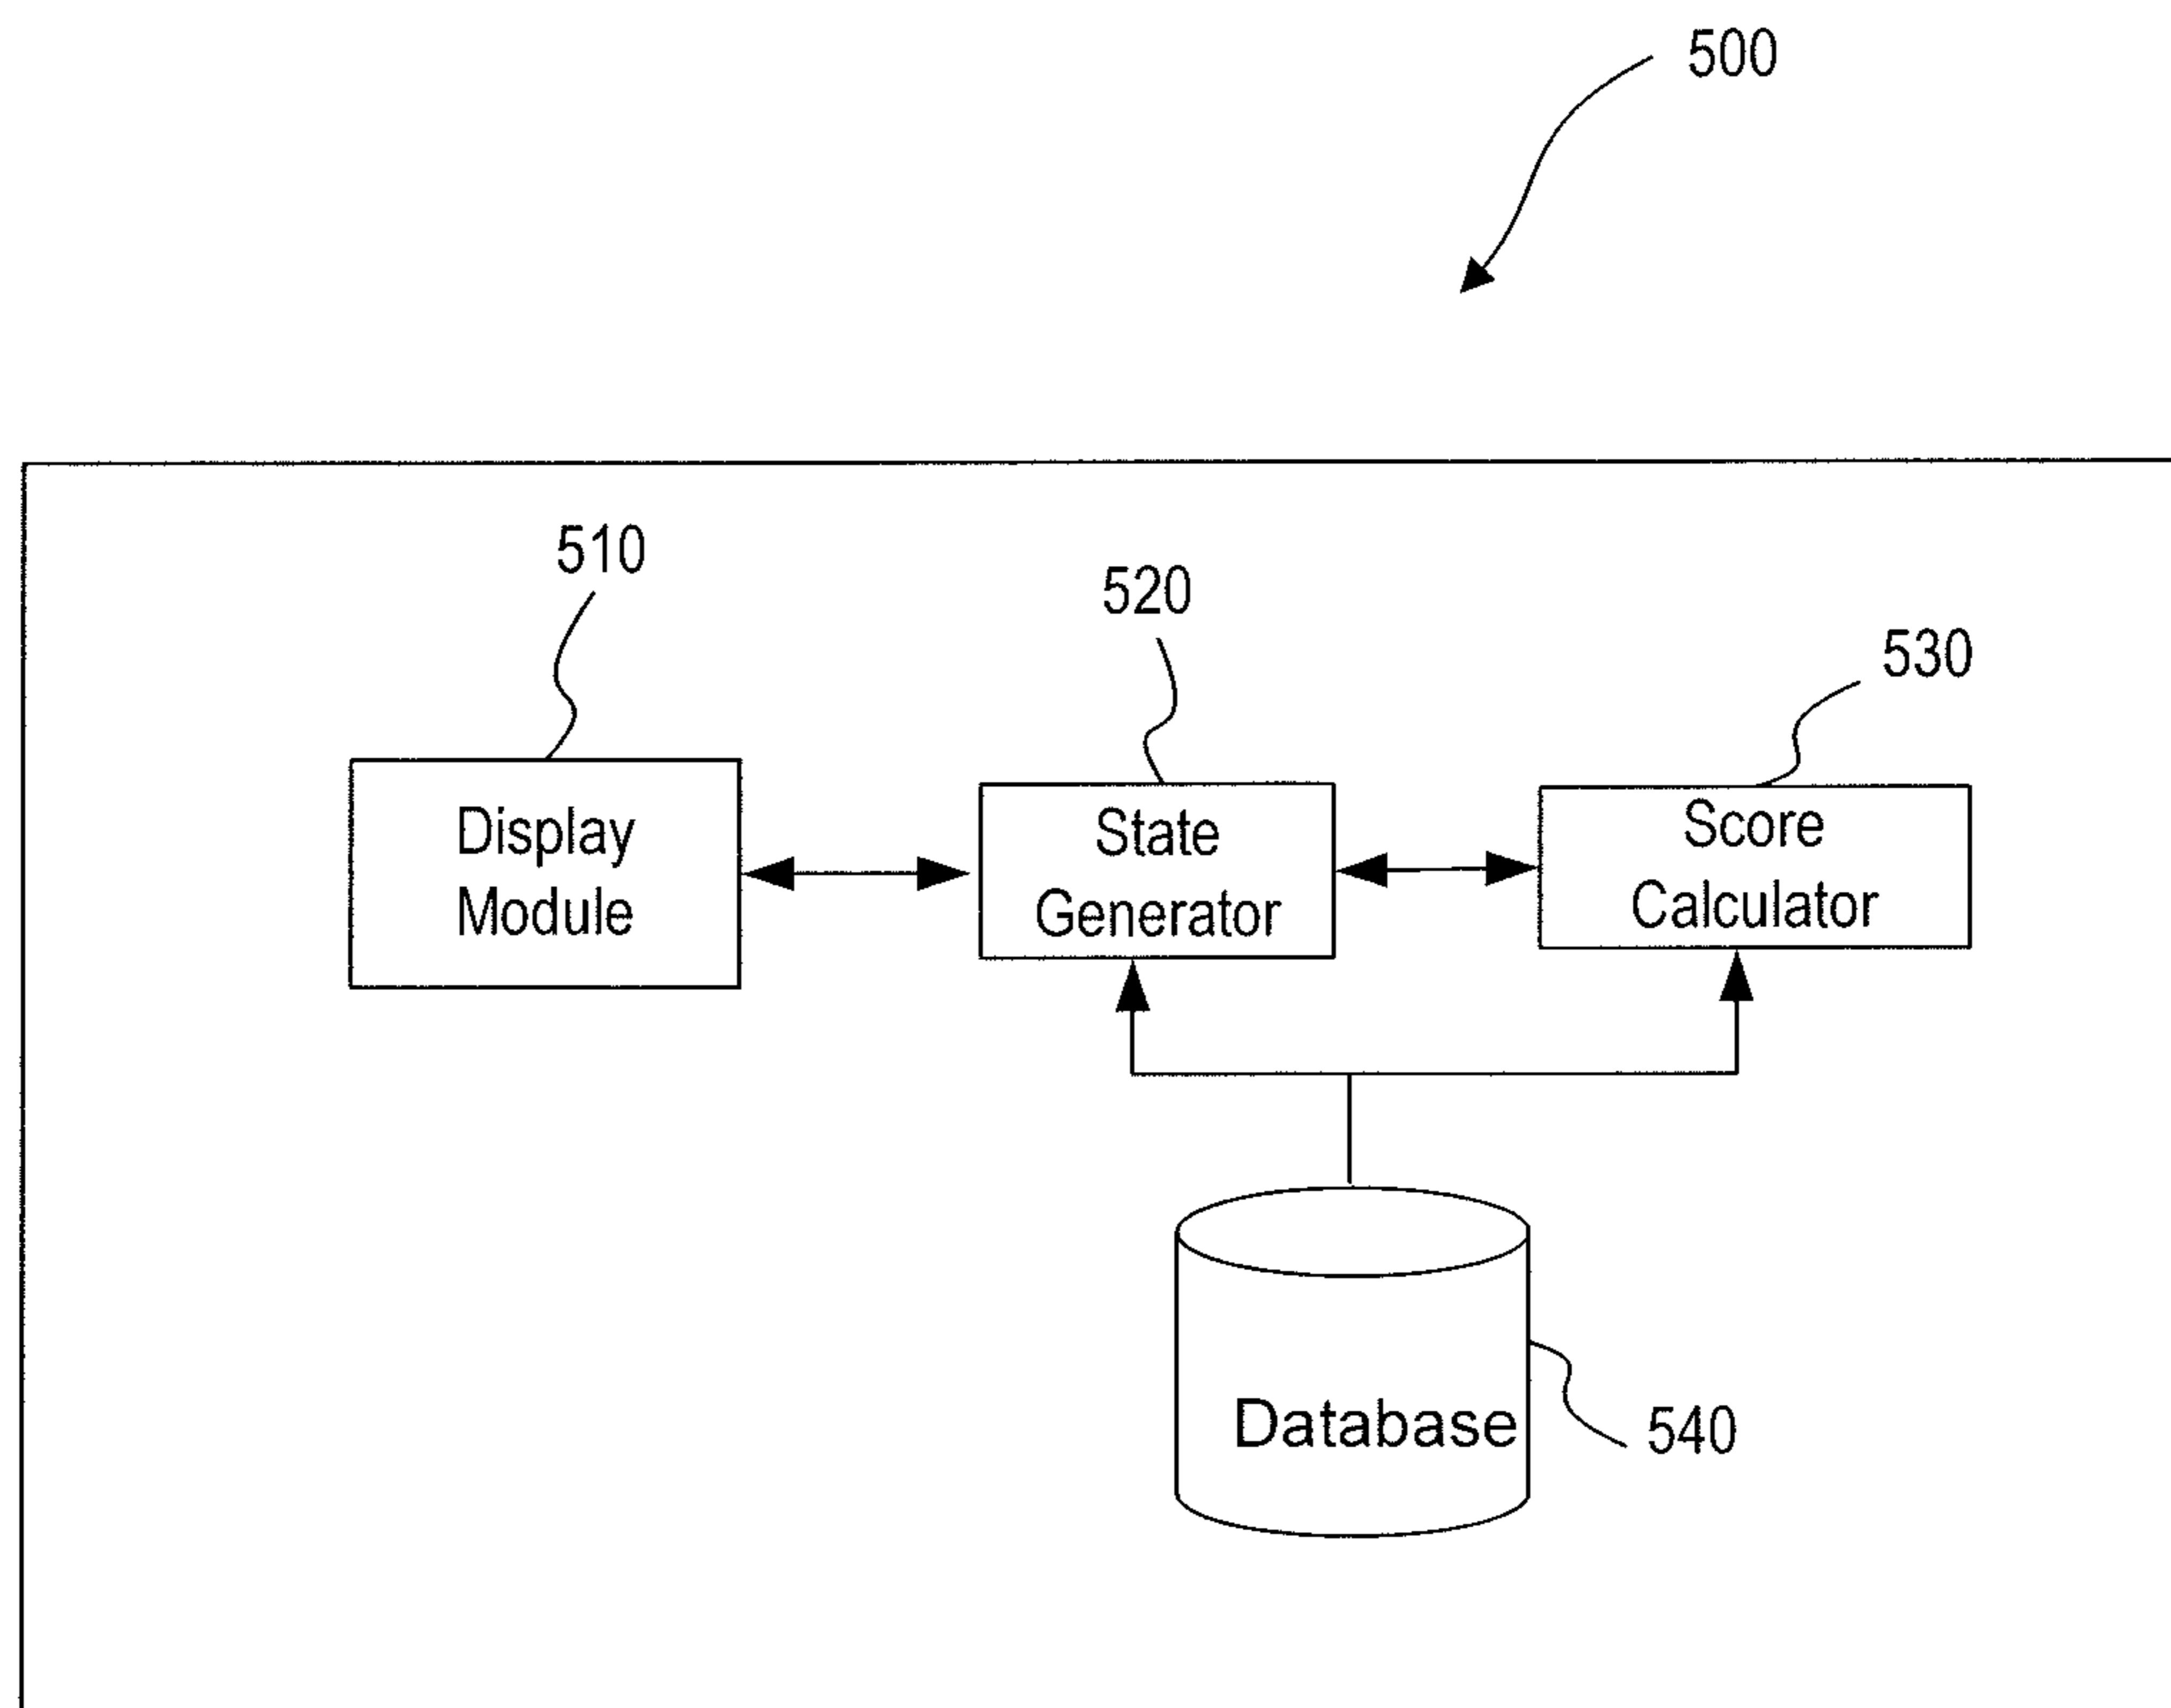 500
510
520
530
Display
Module
State
Generator
Score
Calculator
Database
540